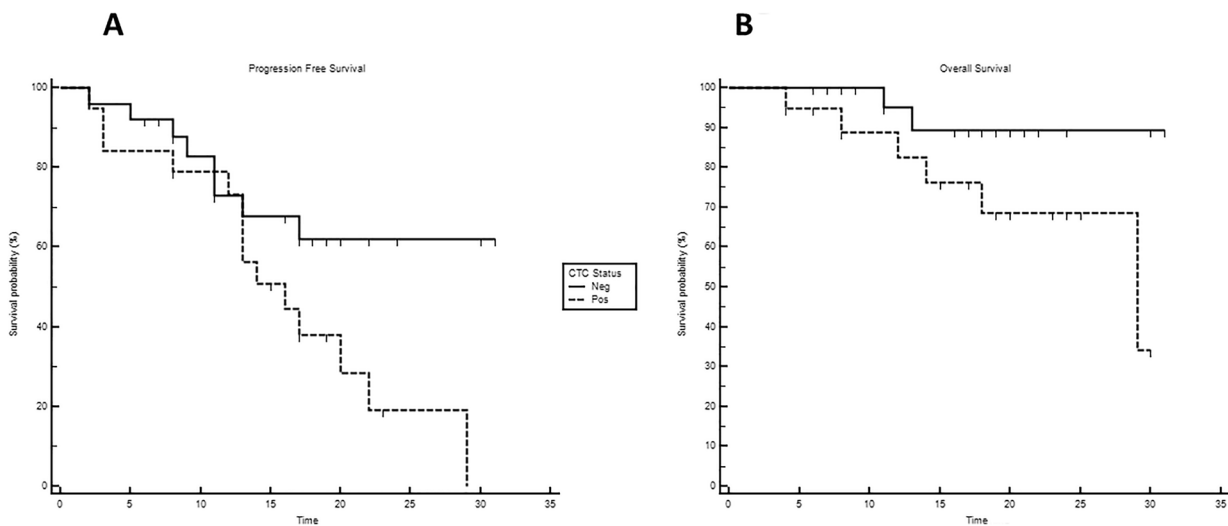 A
Progression Free Survival
Survival probability (%)
100
80
60
40
20
0
0 5 10 15 20 25 30 35
Time
CTC Status
Neg
Pos
B
Overall Survival
Survival probability (%)
100
90
80
70
60
50
40
30
20
10
0
0 5 10 15 20 25 30 35
Time